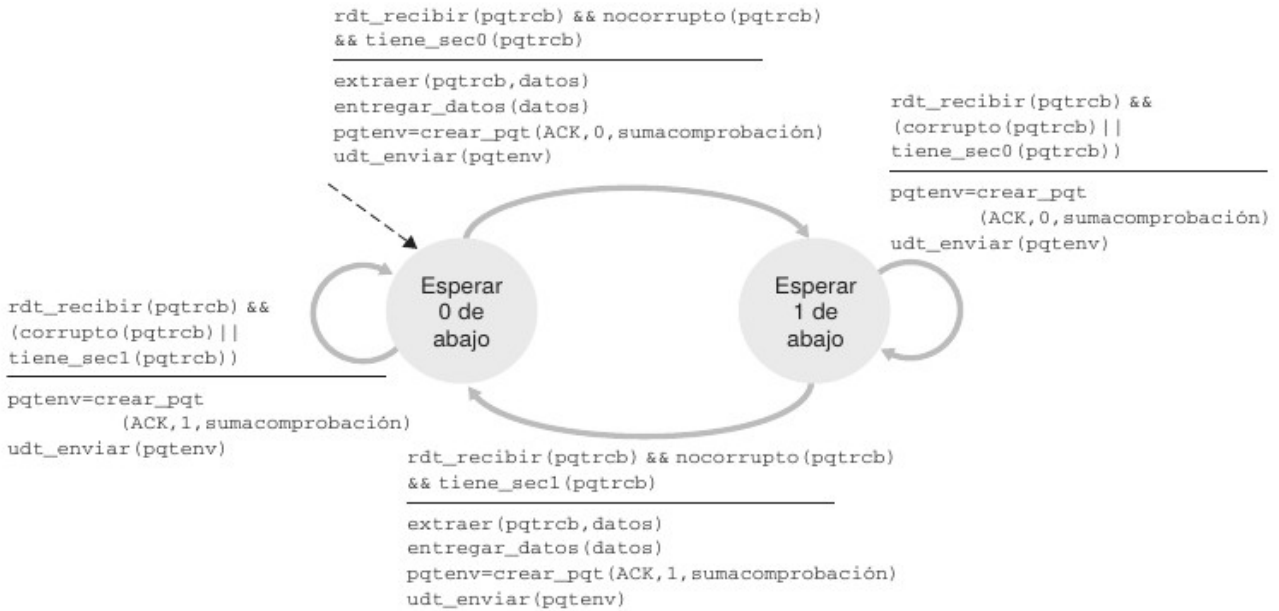 rdt_recibir(pqtrcb) && nocorrupto(pqtrcb)
&& tiene_sec0(pqtrcb)
extraer(pqtrcb,datos)
entregar_datos(datos)
pqtenv=crear_pqt(ACK,0,sumacomprobación)
udt_enviar(pqtenv)
rdt_recibir(pqtrcb) &&
(corrupto(pqtrcb)||
tiene_sec0(pqtrcb))
pqtenv=crear_pqt
(ACK,0,sumacomprobación)
udt_enviar(pqtenv)
Esperar
0 de
abajo
Esperar
1 de
abajo
rdt_recibir(pqtrcb) &&
(corrupto(pqtrcb)||
tiene_sec1(pqtrcb))
pqtenv=crear_pqt
(ACK,1,sumacomprobación)
udt_enviar(pqtenv)
rdt_recibir(pqtrcb) && nocorrupto(pqtrcb)
&& tiene_sec1(pqtrcb)
extraer(pqtrcb,datos)
entregar_datos(datos)
pqtenv=crear_pqt(ACK,1,sumacomprobación)
udt_enviar(pqtenv)